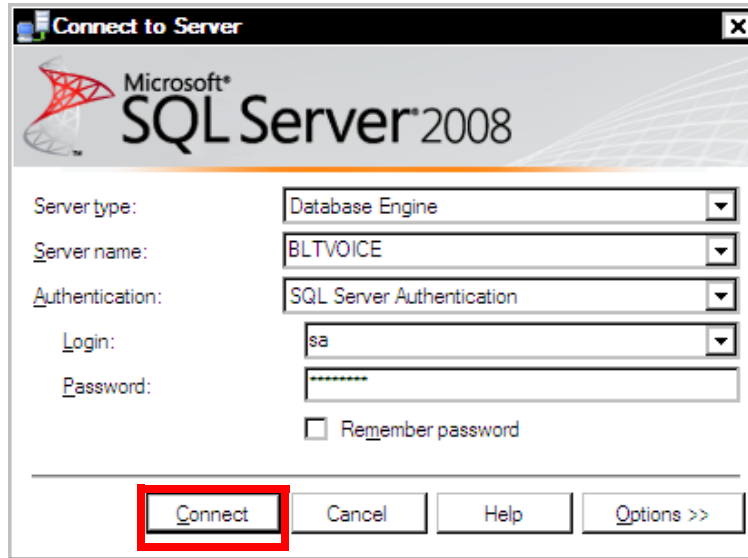 Connect to Server
Microsoft®
SQL Server® 2008
Server type: Database Engine
Server name: BLTVOICE
Authentication: SQL Server Authentication
Login: sa
Password: ********
Remember password
Connect Cancel Help Options >>